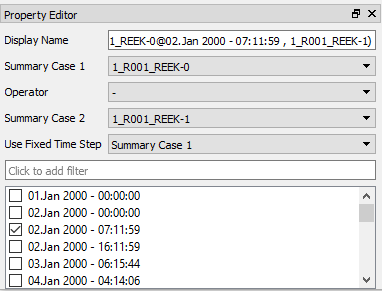 Property Editor
Display Name 1_REEK-0@02.Jan 2000 - 07:11:59 , 1_R001_REEK-1)
Summary Case 1 1_R001_REEK-0
Operator -
Summary Case 2 1_R001_REEK-1
Use Fixed Time Step Summary Case 1
Click to add filter
01.Jan 2000 - 00:00:00
02.Jan 2000 - 00:00:00
02.Jan 2000 - 07:11:59
02.Jan 2000 - 16:11:59
03.Jan 2000 - 06:15:44
04.Jan 2000 - 04:14:06